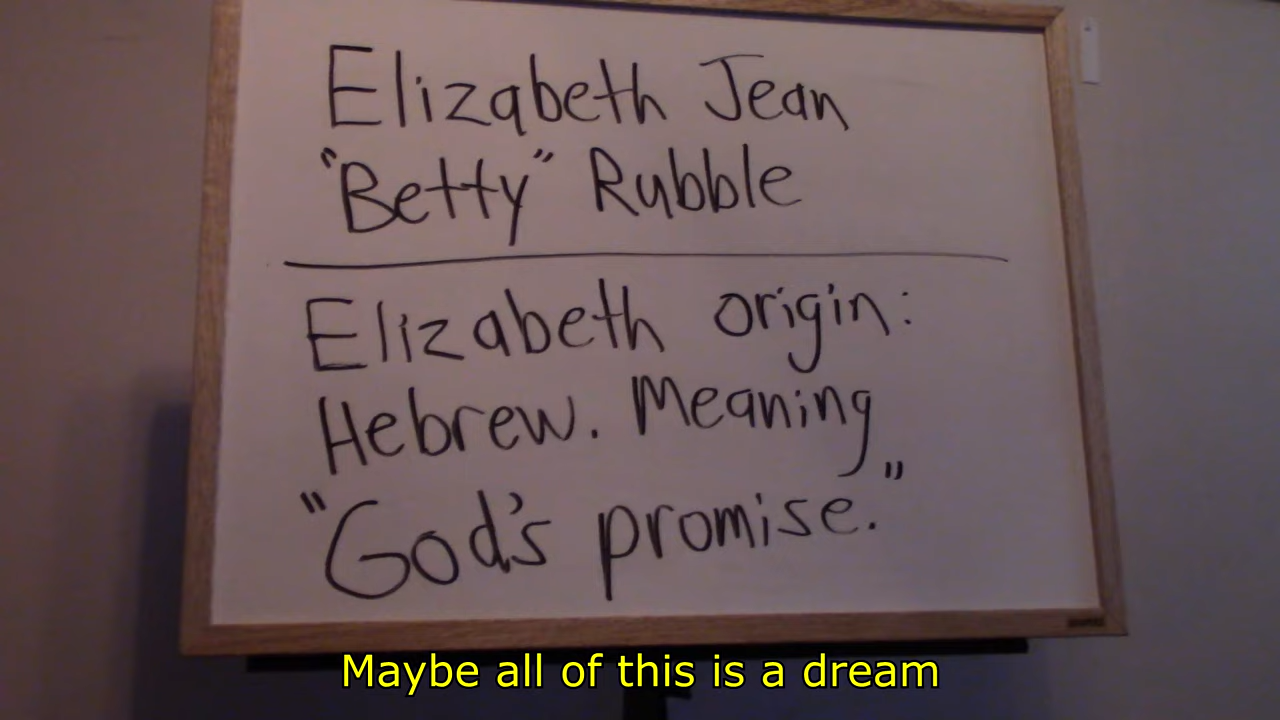 Elizabeth Jean
"Betty" Rubble
Elizabeth origin:
Hebrew. Meaning
"God's promise."
Maybe all of this is a dream